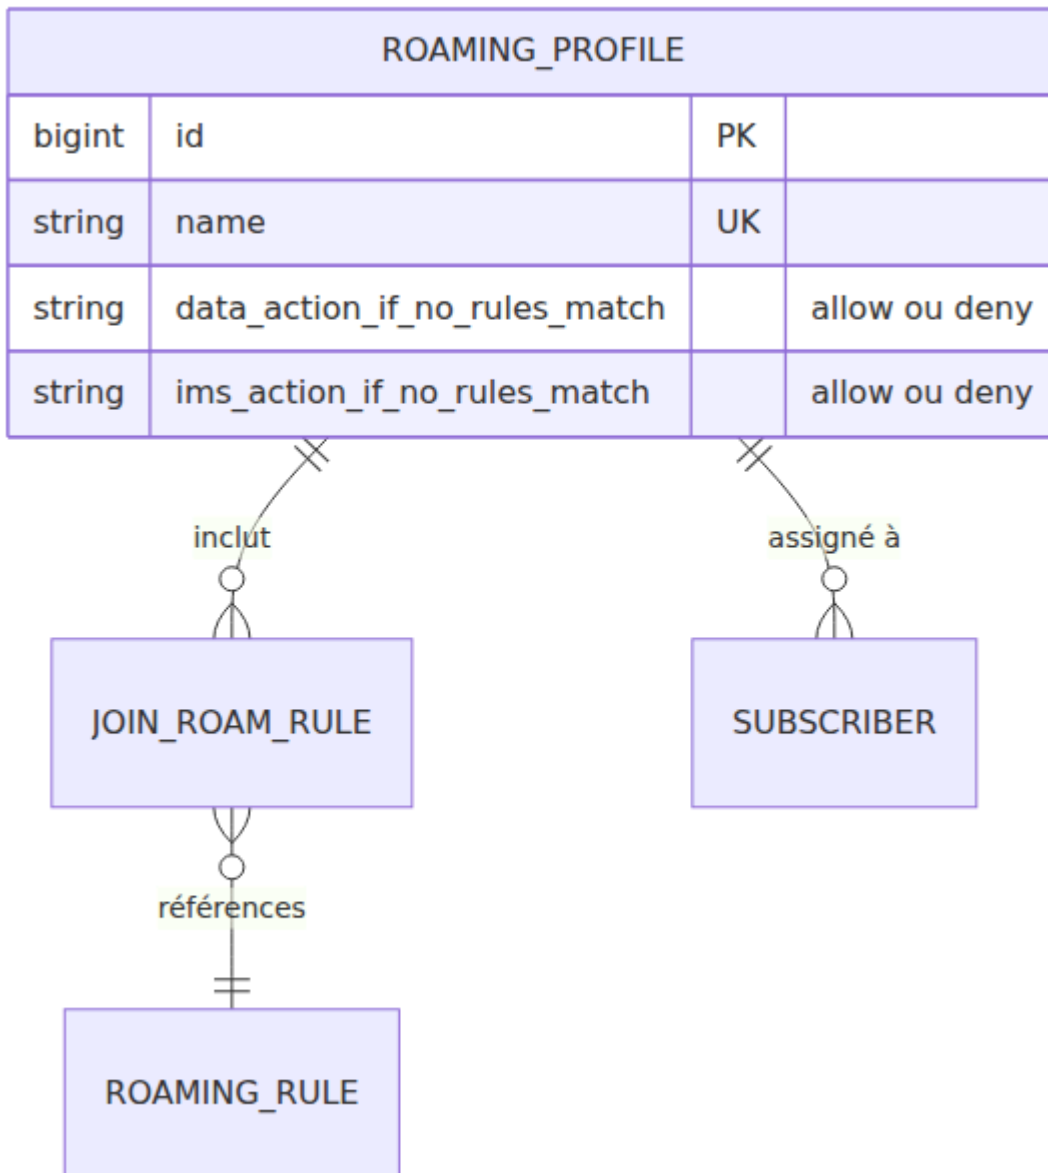 ROAMING_PROFILE
bigint id PK
string name UK
string data_action_if_no_rules_match allow ou deny
string ims_action_if_no_rules_match allow ou deny
inclut assigné à
JOIN_ROAM_RULE SUBSCRIBER
références
ROAMING_RULE